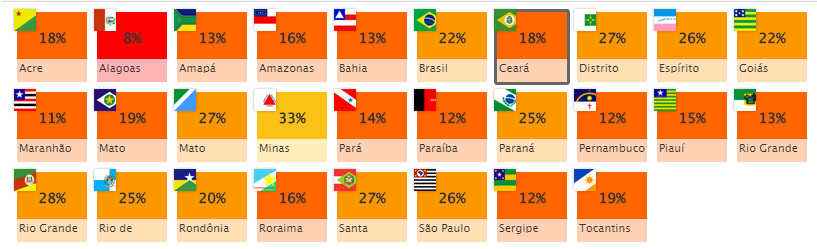 18% 8% 13% 16% 13% 22% 18% 27% 26% 22%
Acre Alagoas Amapá Amazonas Bahia Brasil Ceará Distrito Espírito Goiás
11% 19% 27% 33% 14% 12% 25% 12% 15% 13%
Maranhão Mato Mato Minas Pará Paraíba Paraná Pernambuco Piauí Rio Grande
28% 25% 20% 16% 27% 26% 12% 19%
Rio Grande Rio de Rondônia Roraima Santa São Paulo Sergipe Tocantins